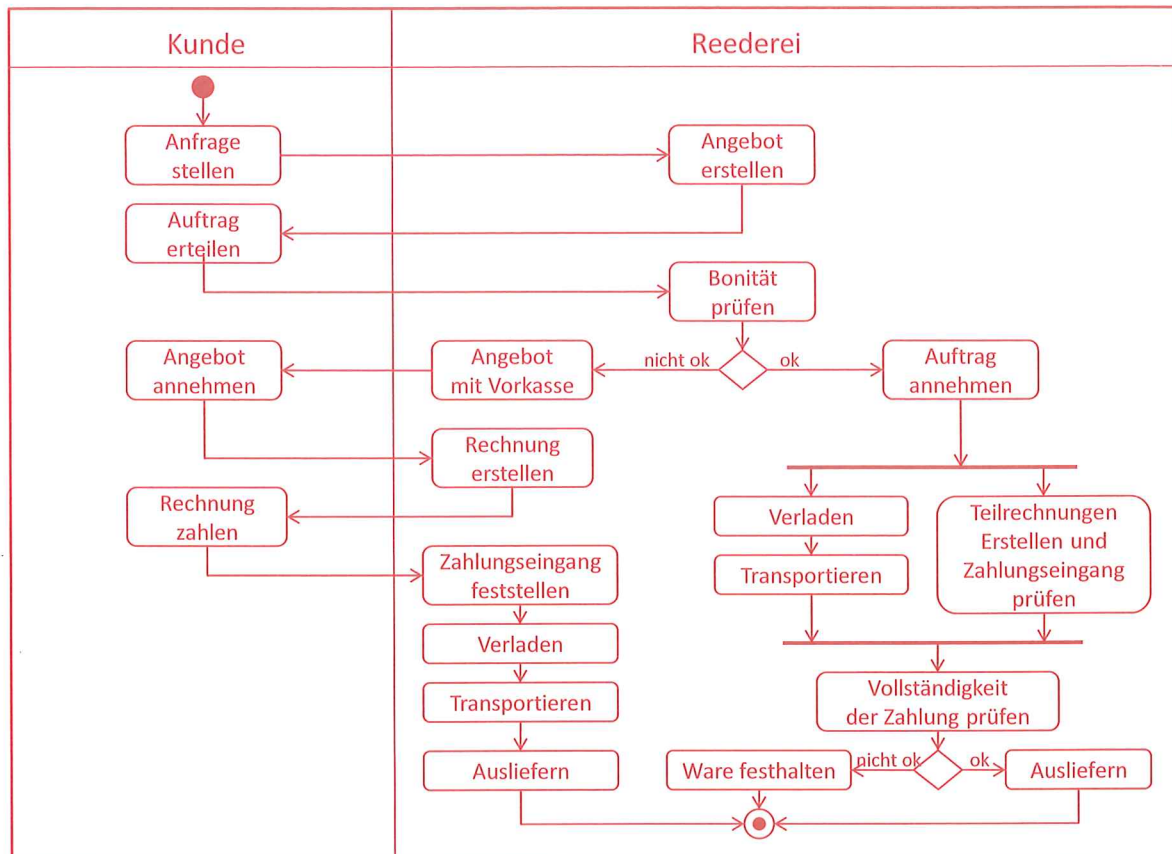 Kunde
Reederei
Anfrage
stellen
Angebot
erstellen
Auftrag
erteilen
Bonität
prüfen
Angebot
annehmen
Angebot
mit Vorkasse
nicht ok
ok
Auftrag
annehmen
Rechnung
erstellen
Rechnung
zahlen
Verladen
Teilrechnungen
Erstellen und
Zahlungseingang
prüfen
Zahlungseingang
feststellen
Transportieren
Verladen
Transportieren
Vollständigkeit
der Zahlung prüfen
Ausliefern
Ware festhalten
nicht ok
ok
Ausliefern